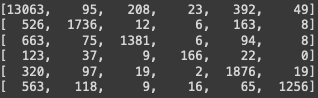 [13063, 95, 208, 23, 392, 49]
[ 526, 1736, 12, 6, 163, 8]
[ 663, 75, 1381, 6, 94, 8]
[ 123, 37, 9, 166, 22, 0]
[ 320, 97, 19, 2, 1876, 19]
[ 563, 118, 9, 16, 65, 1256]